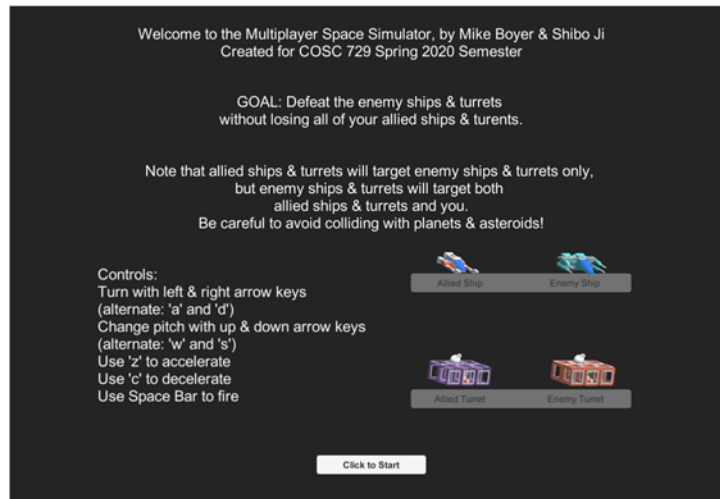 Welcome to the Multiplayer Space Simulator, by Mike Boyer & Shibo Ji
Created for COSC 729 Spring 2020 Semester
GOAL: Defeat the enemy ships & turrets
without losing all of your allied ships & turents.
Note that allied ships & turrets will target enemy ships & turrets only,
but enemy ships & turrets will target both
allied ships & turrets and you.
Be careful to avoid colliding with planets & asteroids!
Controls:
Turn with left & right arrow keys
(alternate: 'a' and 'd')
Change pitch with up & down arrow keys
(alternate: 'w' and 's')
Use 'z' to accelerate
Use 'c' to decelerate
Use Space Bar to fire
Allied Ship Enemy Ship
Allied Turret Enemy Turret
Click to Start